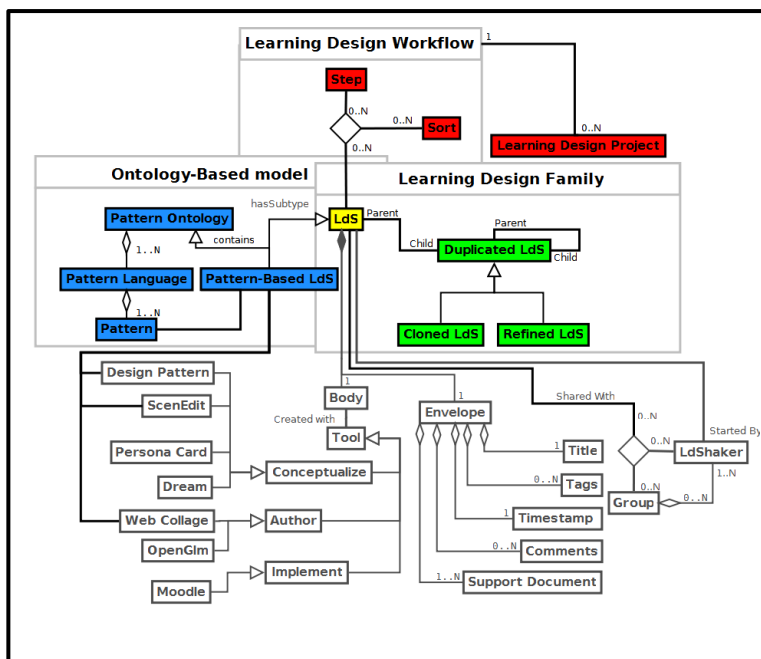 Learning Design Workflow
1
Step
0..N
0..N
Sort
0..N
0..N
Learning Design Project
Ontology-Based model
Learning Design Family
hasSubtype
Pattern Ontology
LdS
Parent
Parent
contains
1..N
Child
Duplicated LdS
Child
Pattern Language
Pattern-Based LdS
1..N
Pattern
Cloned LdS
Refined LdS
Design Pattern
1
1
Body
Shared With
ScenEdit
Envelope
0..N
Created with
Started By
Tool
0..N
LdShaker
Persona Card
1
Title
Conceptualize
1..N
Dream
0..N
Tags
0..N
Group
0..N
Web Collage
Author
1
Timestamp
OpenGlm
0..N
Comments
Implement
1..N
Support Document
Moodle